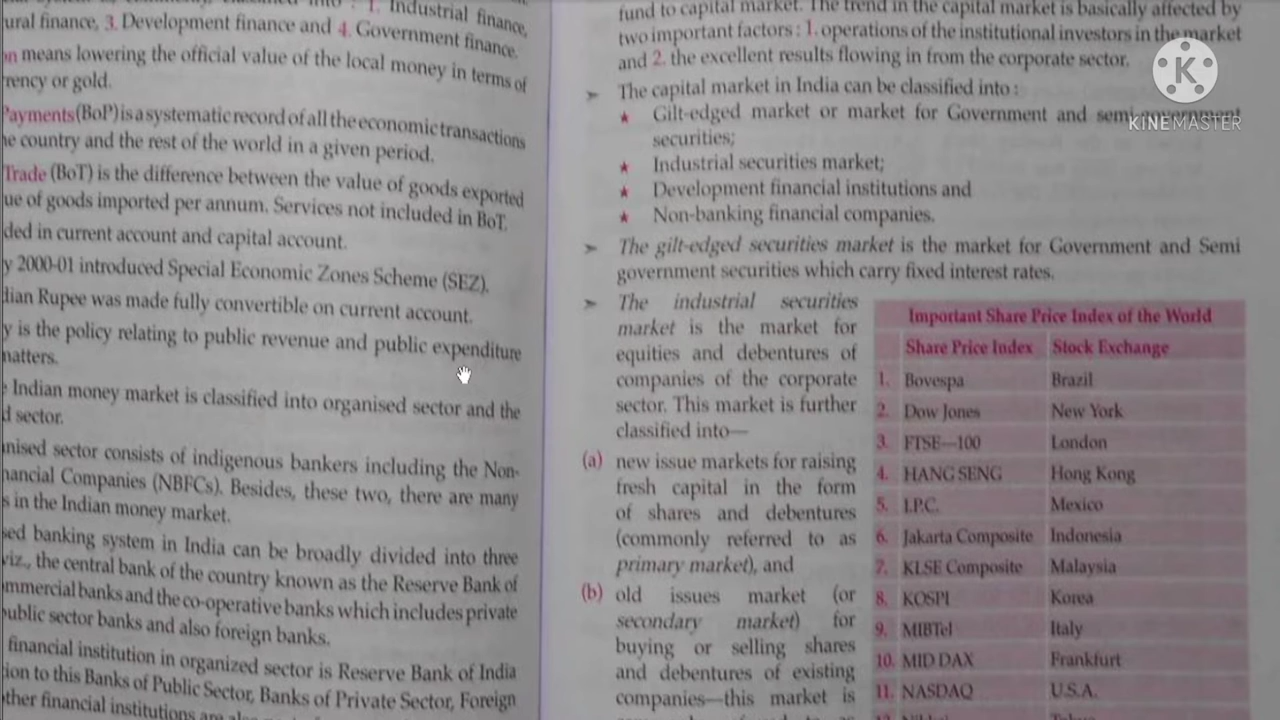 1. Industrial finance,
ural finance, 3. Development finance and 4. Government finance.
on means lowering the official value of the local money in terms of
rency or gold.
Payments (BoP) is a systematic record of all the economic transactions
he country and the rest of the world in a given period.
Trade (BoT) is the difference between the value of goods exported
ue of goods imported per annum. Services not included in BoT.
ded in current account and capital account.
y 2000-01 introduced Special Economic Zones Scheme (SEZ).
dian Rupee was made fully convertible on current account.
y is the policy relating to public revenue and public expenditure
matters.
e Indian money market is classified into organised sector and the
d sector.
nised sector consists of indigenous bankers including the Non-
nancial Companies (NBFCs). Besides, these two, there are many
s in the Indian money market.
sed banking system in India can be broadly divided into three
viz., the central bank of the country known as the Reserve Bank of
ommercial banks and the co-operative banks which includes private
public sector banks and also foreign banks.
financial institution in organized sector is Reserve Bank of India
tion to this Banks of Public Sector, Banks of Private Sector, Foreign
other financial institutions are
fund to capital market. The trend in the capital market is basically affected by
two important factors : 1. operations of the institutional investors in the market
and 2. the excellent results flowing in from the corporate sector.
➢ The capital market in India can be classified into :
★ Gilt-edged market or market for Government and semi-government
securities;
★ Industrial securities market;
★ Development financial institutions and
★ Non-banking financial companies.
➢ The gilt-edged securities market is the market for Government and Semi
government securities which carry fixed interest rates.
➢ The industrial securities
market is the market for
equities and debentures of
companies of the corporate
sector. This market is further
classified into—
(a) new issue markets for raising
fresh capital in the form
of shares and debentures
(commonly referred to as
primary market), and
(b) old issues market (or
secondary market) for
buying or selling shares
and debentures of existing
companies—this market is
Important Share Price Index of the World
Share Price Index Stock Exchange
1. Bovespa Brazil
2. Dow Jones New York
3. FTSE—100 London
4. HANG SENG Hong Kong
5. I.P.C. Mexico
6. Jakarta Composite Indonesia
7. KLSE Composite Malaysia
8. KOSPI Korea
9. MIBTel Italy
10. MID DAX Frankfurt
11. NASDAQ U.S.A.
K
KINEMASTER